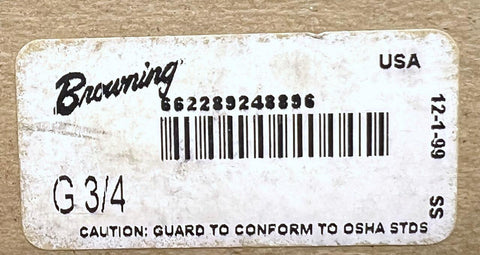 Browning
USA
662289248896
12-1-99 SS
G 3/4
CAUTION: GUARD TO CONFORM TO OSHA STDS